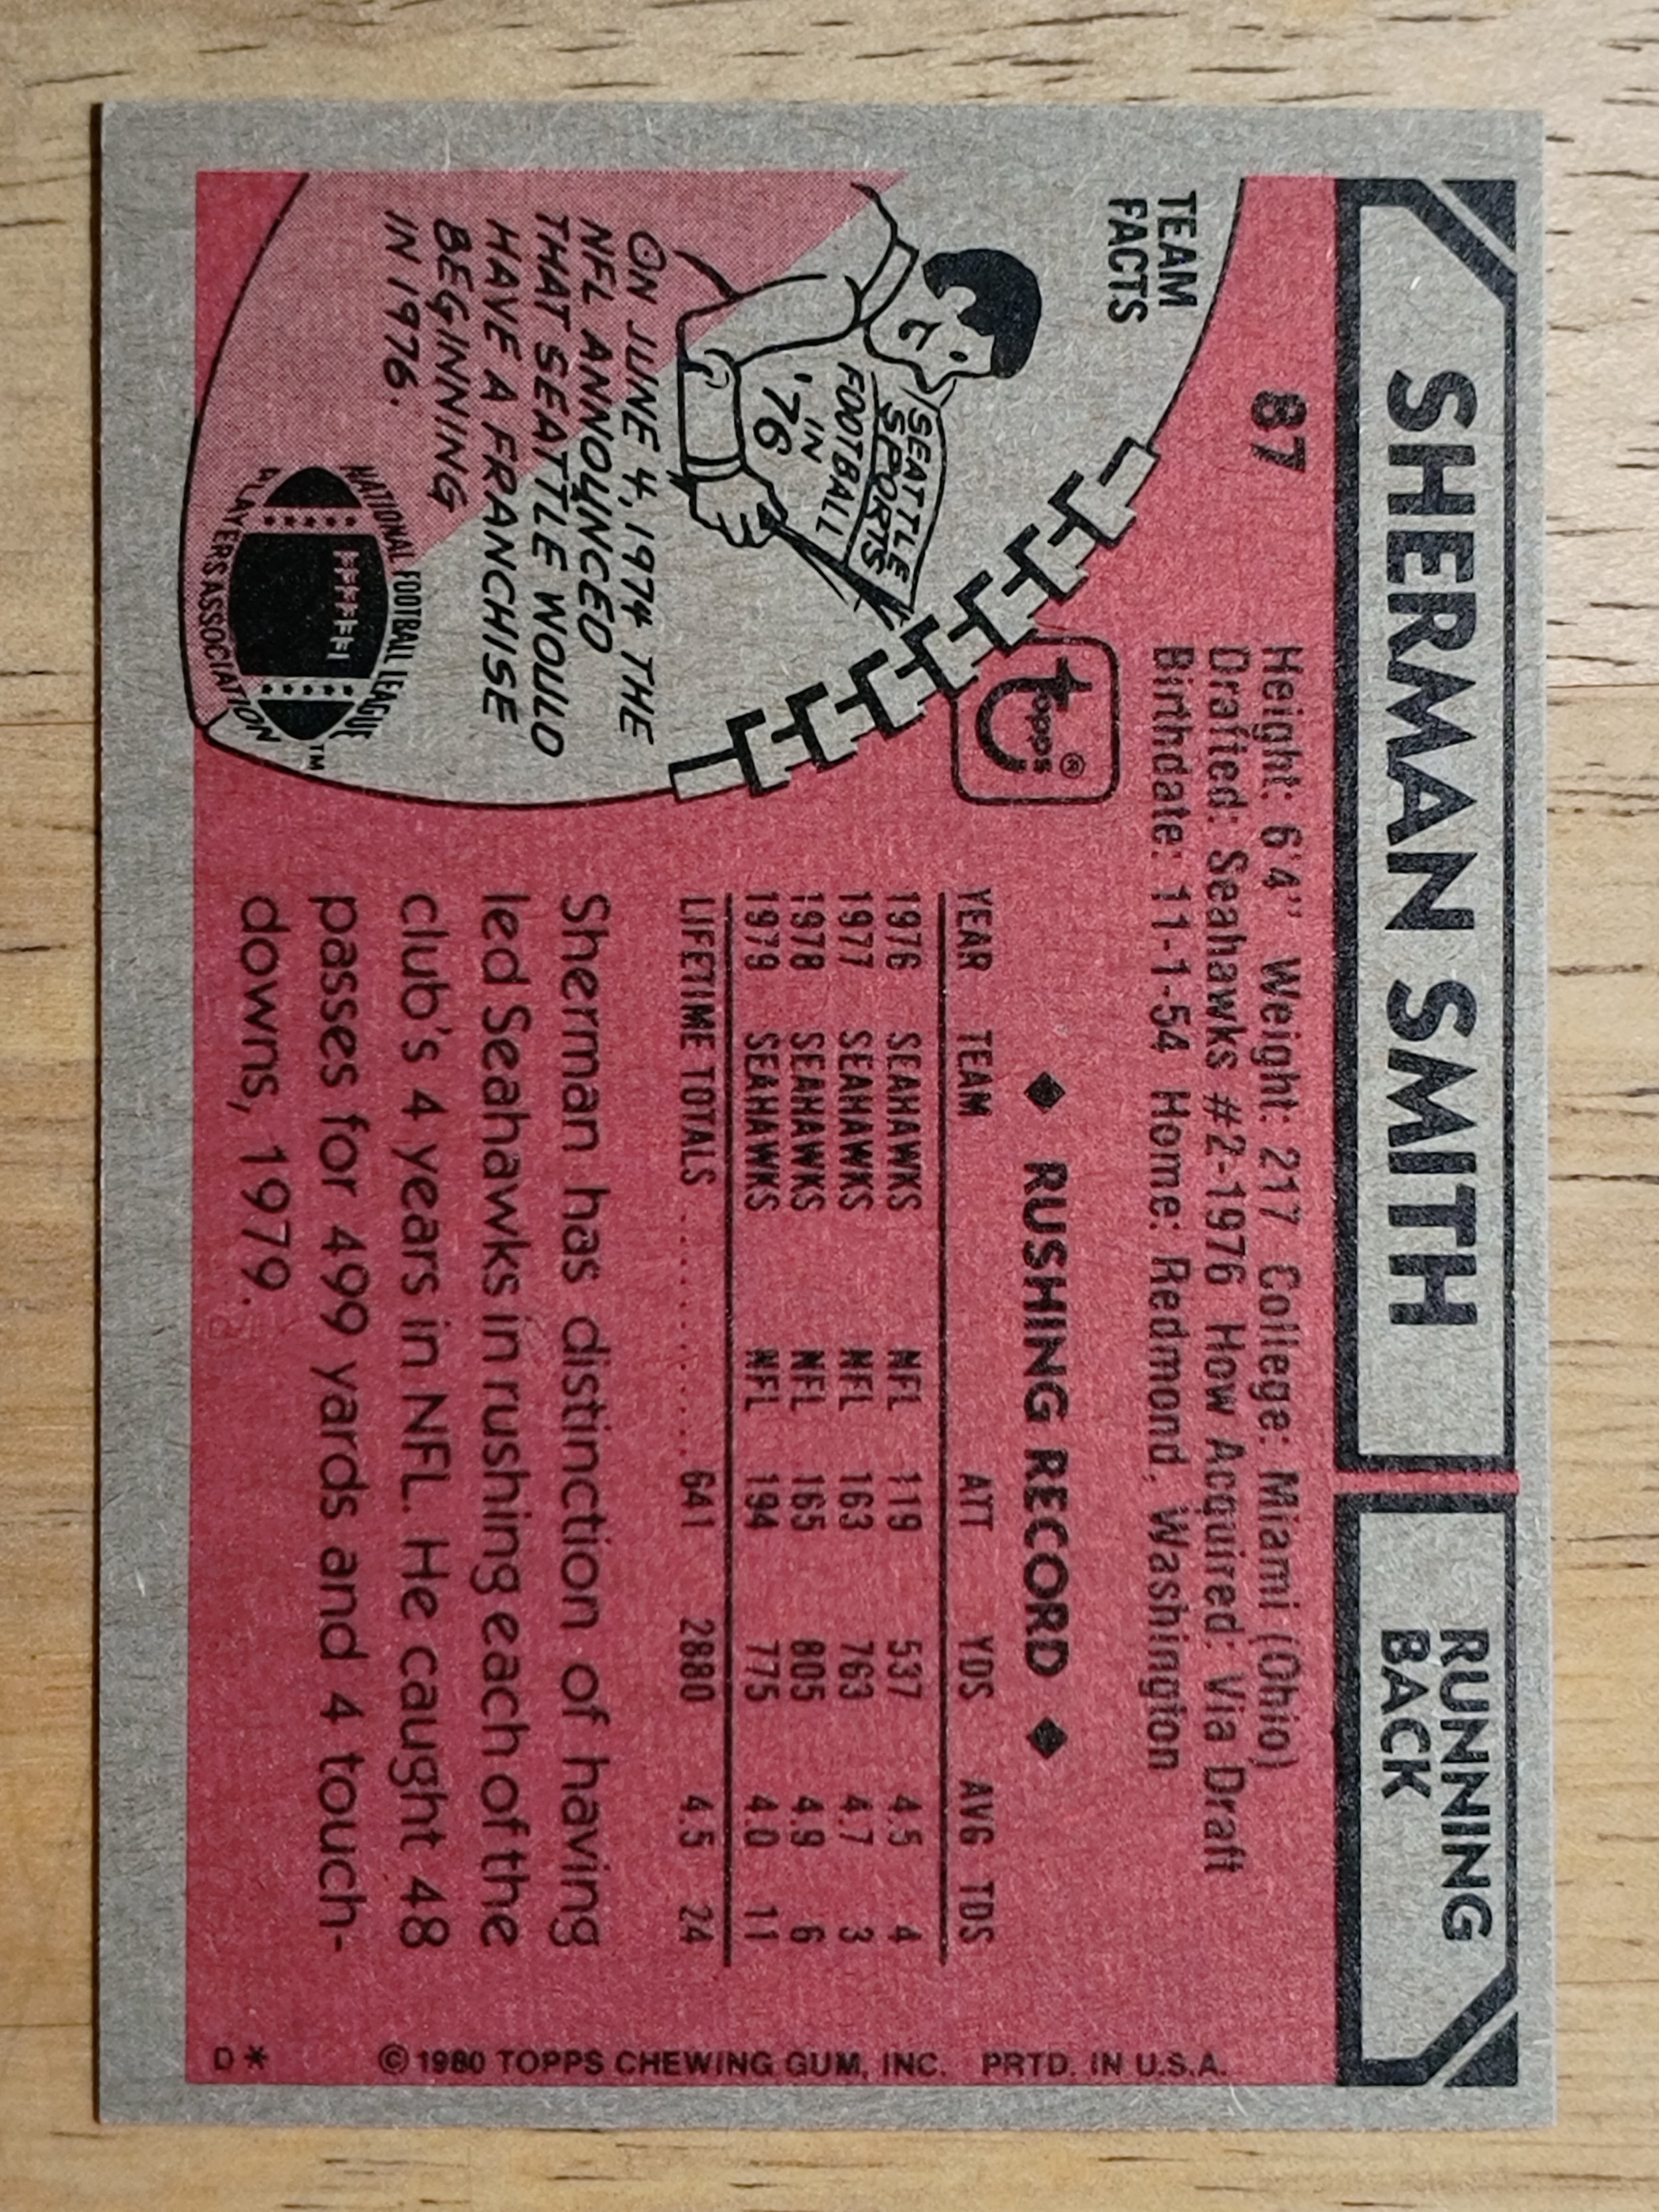 SHERMAN SMITH
RUNNING
BACK
87
Height: 6'4" Weight: 217 College: Miami (Ohio)
Drafted: Seahawks #2-1976 How Acquired: Via Draft
Birthdate: 11-1-54 Home: Redmond, Washington
TEAM
FACTS
topps®
SEATTLE
SPORTS
FOOTBALL
IN
'76
ON JUNE 4, 1974 THE
NFL ANNOUNCED
THAT SEATTLE WOULD
HAVE A FRANCHISE
BEGINNING
IN 1976.
NATIONAL FOOTBALL LEAGUE
PLAYERS ASSOCIATION
TM
◆ RUSHING RECORD ◆
YEAR TEAM ATT YDS AVG TDS
1976 SEAHAWKS NFL 119 537 4.5 4
1977 SEAHAWKS NFL 163 763 4.7 3
1978 SEAHAWKS NFL 165 805 4.9 6
1979 SEAHAWKS NFL 194 775 4.0 11
LIFETIME TOTALS .................. 641 2880 4.5 24
Sherman has distinction of having
led Seahawks in rushing each of the
club's 4 years in NFL. He caught 48
passes for 499 yards and 4 touch-
downs, 1979.
D* © 1980 TOPPS CHEWING GUM, INC. PRTD. IN U.S.A.